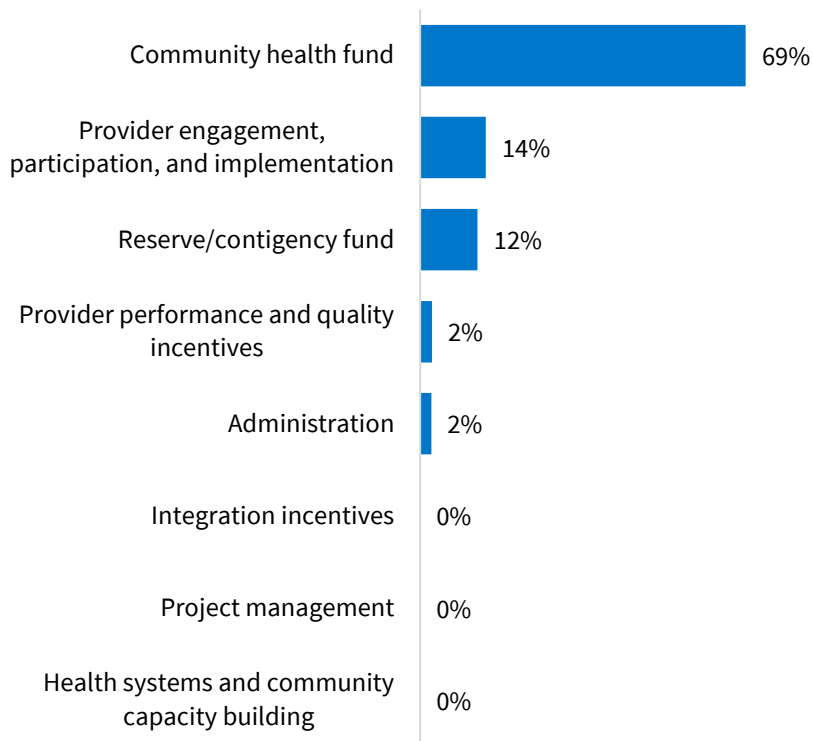 Community health fund
69%
Provider engagement,
participation, and implementation
14%
Reserve/contigency fund
12%
Provider performance and quality
incentives
2%
Administration
2%
Integration incentives
0%
Project management
0%
Health systems and community
capacity building
0%